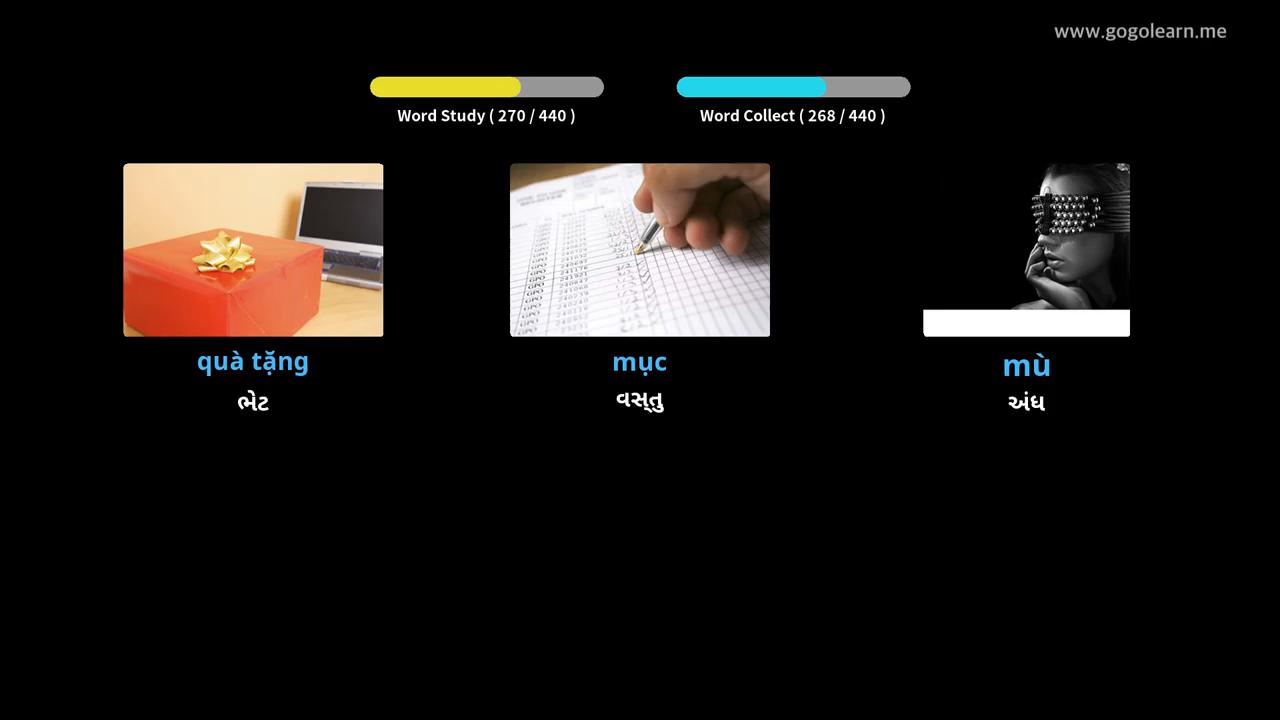 www.gogolearn.me
Word Study ( 270 / 440 )
Word Collect ( 268 / 440 )
quà tặng
mục
mù
ભેટ
વસ્તુ
અંધ